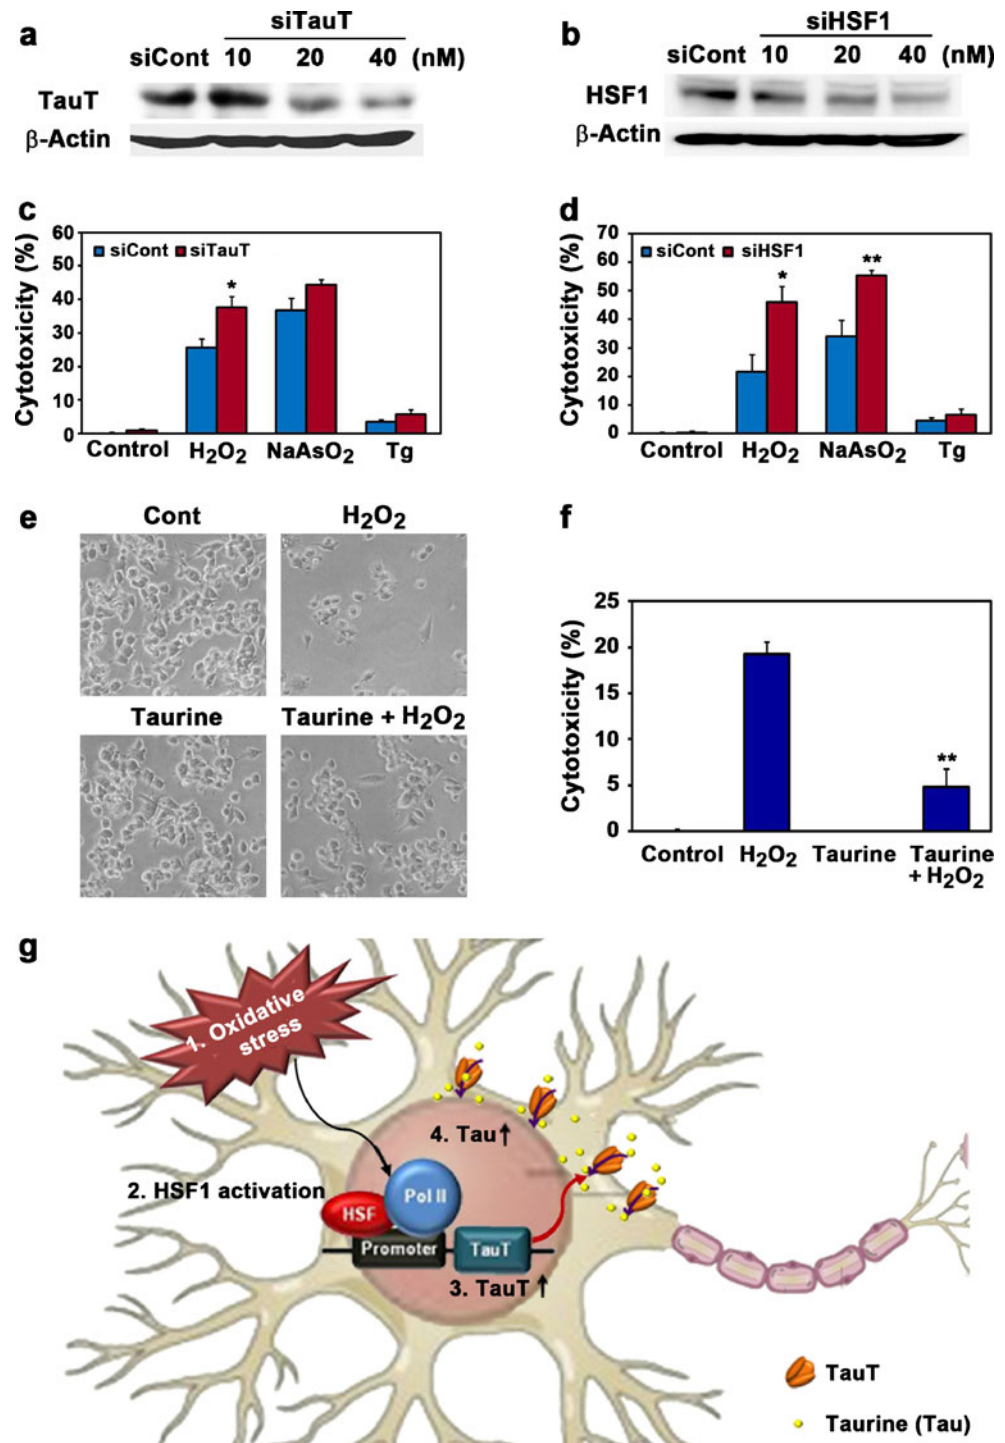 a
siTauT
siCont 10 20 40 (nM)
TauT
β-Actin
b
siHSF1
siCont 10 20 40 (nM)
HSF1
β-Actin
c
Cytotoxicity (%)
60
50
40
30
20
10
0
siCont siTauT
*
Control H₂O₂ NaAsO₂ Tg
d
Cytotoxicity (%)
70
60
50
40
30
20
10
0
siCont siHSF1
*
**
Control H₂O₂ NaAsO₂ Tg
e
Cont H₂O₂
Taurine Taurine + H₂O₂
f
Cytotoxicity (%)
25
20
15
10
5
0
**
Control H₂O₂ Taurine Taurine
+ H₂O₂
g
1. Oxidative
stress
4. Tau↑
2. HSF1 activation
Pol II
HSF
Promoter TauT
3. TauT ↑
TauT
Taurine (Tau)